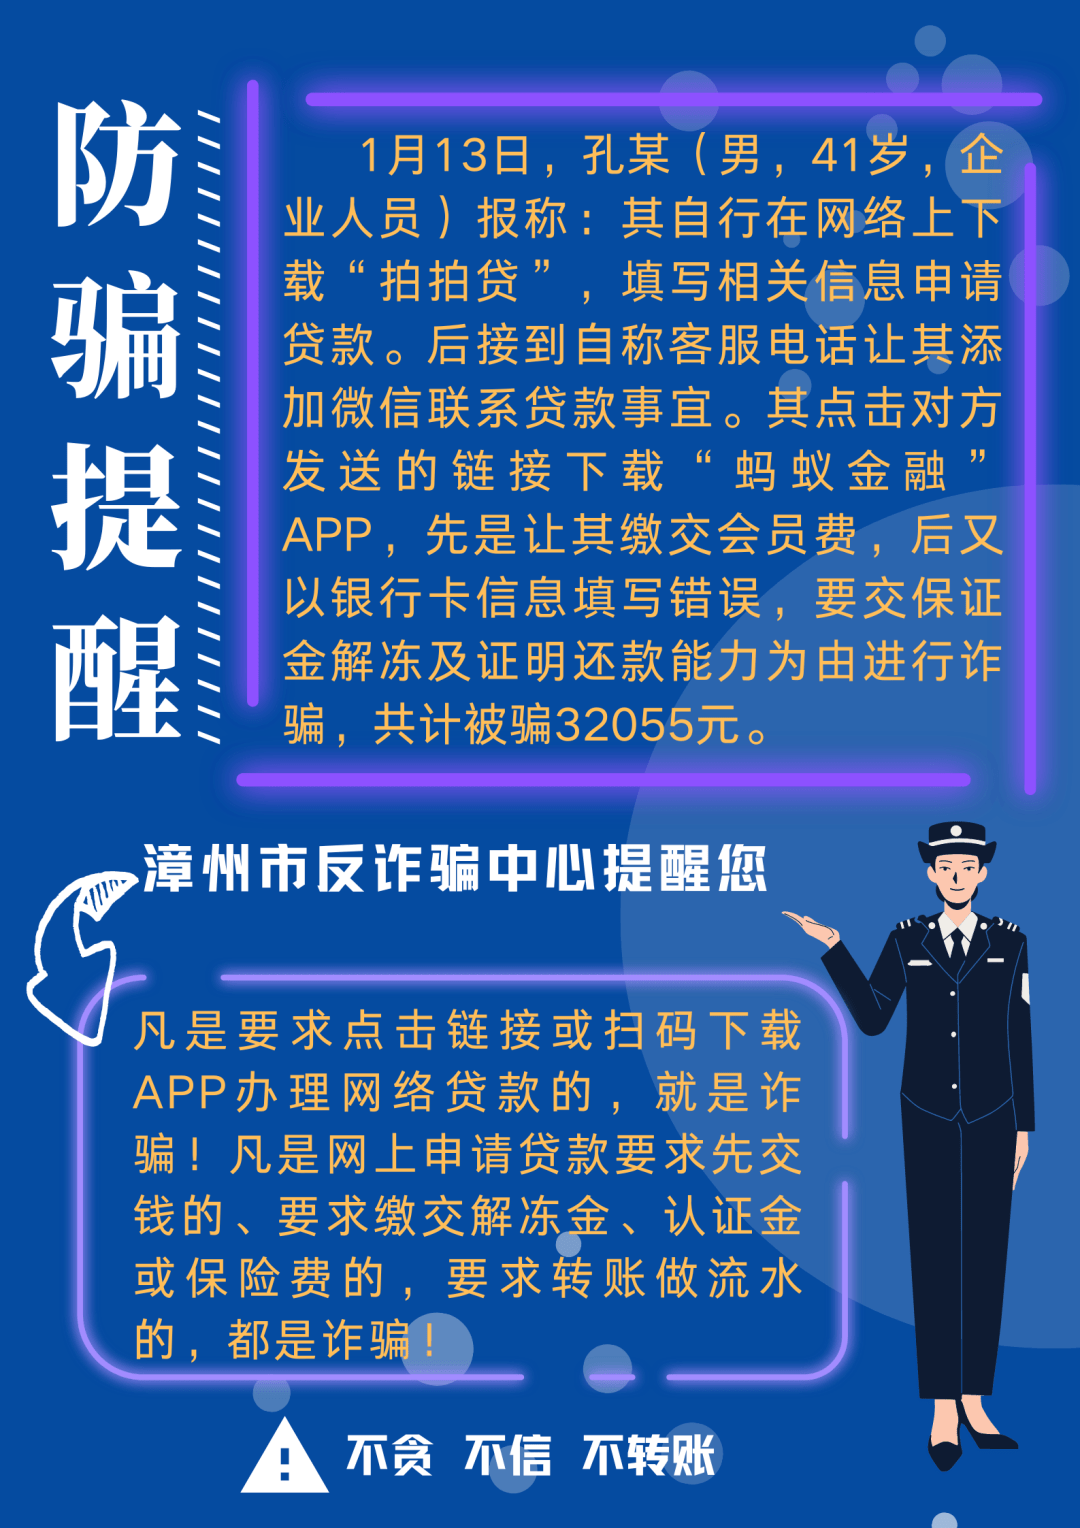 防骗提醒
1月13日，孔某（男，41岁，企
业人员）报称：其自行在网络上下
载“拍拍贷”，填写相关信息申请
贷款。后接到自称客服电话让其添
加微信联系贷款事宜。其点击对方
发送的链接下载“蚂蚁金融”
APP，先是让其缴交会员费，后又
以银行卡信息填写错误，要交保证
金解冻及证明还款能力为由进行诈
骗，共计被骗32055元。
漳州市反诈骗中心提醒您
凡是要求点击链接或扫码下载
APP办理网络贷款的，就是诈
骗！凡是网上申请贷款要求先交
钱的、要求缴交解冻金、认证金
或保险费的，要求转账做流水
的，都是诈骗！
不贪 不信 不转账